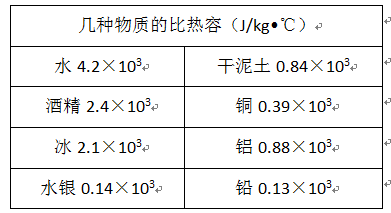 几种物质的比热容（J/kg•℃）
水 4.2×10³ 干泥土 0.84×10³
酒精 2.4×10³ 铜 0.39×10³
冰 2.1×10³ 铝 0.88×10³
水银 0.14×10³ 铅 0.13×10³